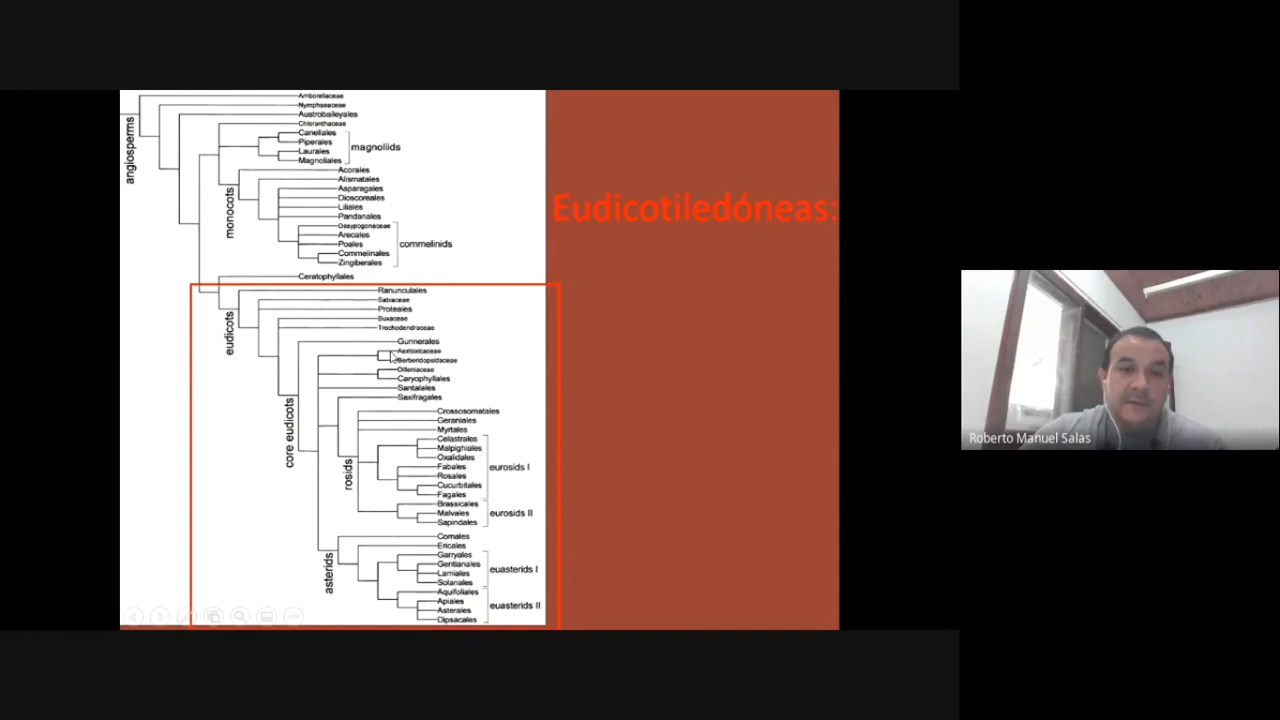 Amborellaceae
Nymphaeaceae
Austrobaileyales
Chloranthaceae
Canellales
Piperales
Laurales
Magnoliales
magnoliids
angiosperms
Acorales
Alismatales
Asparagales
Dioscoreales
Liliales
Pandanales
Dasypogonaceae
Arecales
Poales
Commelinales
Zingiberales
commelinids
monocots
Ceratophyllales
Ranunculales
Sabiaceae
Proteales
Buxaceae
Trochodendraceae
eudicots
Gunnerales
Aextoxicaceae
Berberidopsidaceae
Dilleniaceae
Caryophyllales
Santalales
Saxifragales
core eudicots
Crossosomatales
Geraniales
Myrtales
Celastrales
Malpighiales
Oxalidales
Fabales
Rosales
Cucurbitales
Fagales
eurosids I
Brassicales
Malvales
Sapindales
eurosids II
rosids
Cornales
Ericales
Garryales
Gentianales
Lamiales
Solanales
euasterids I
Aquifoliales
Apiales
Asterales
Dipsacales
euasterids II
asterids
Eudicotiledóneas:
Roberto Manuel Salas